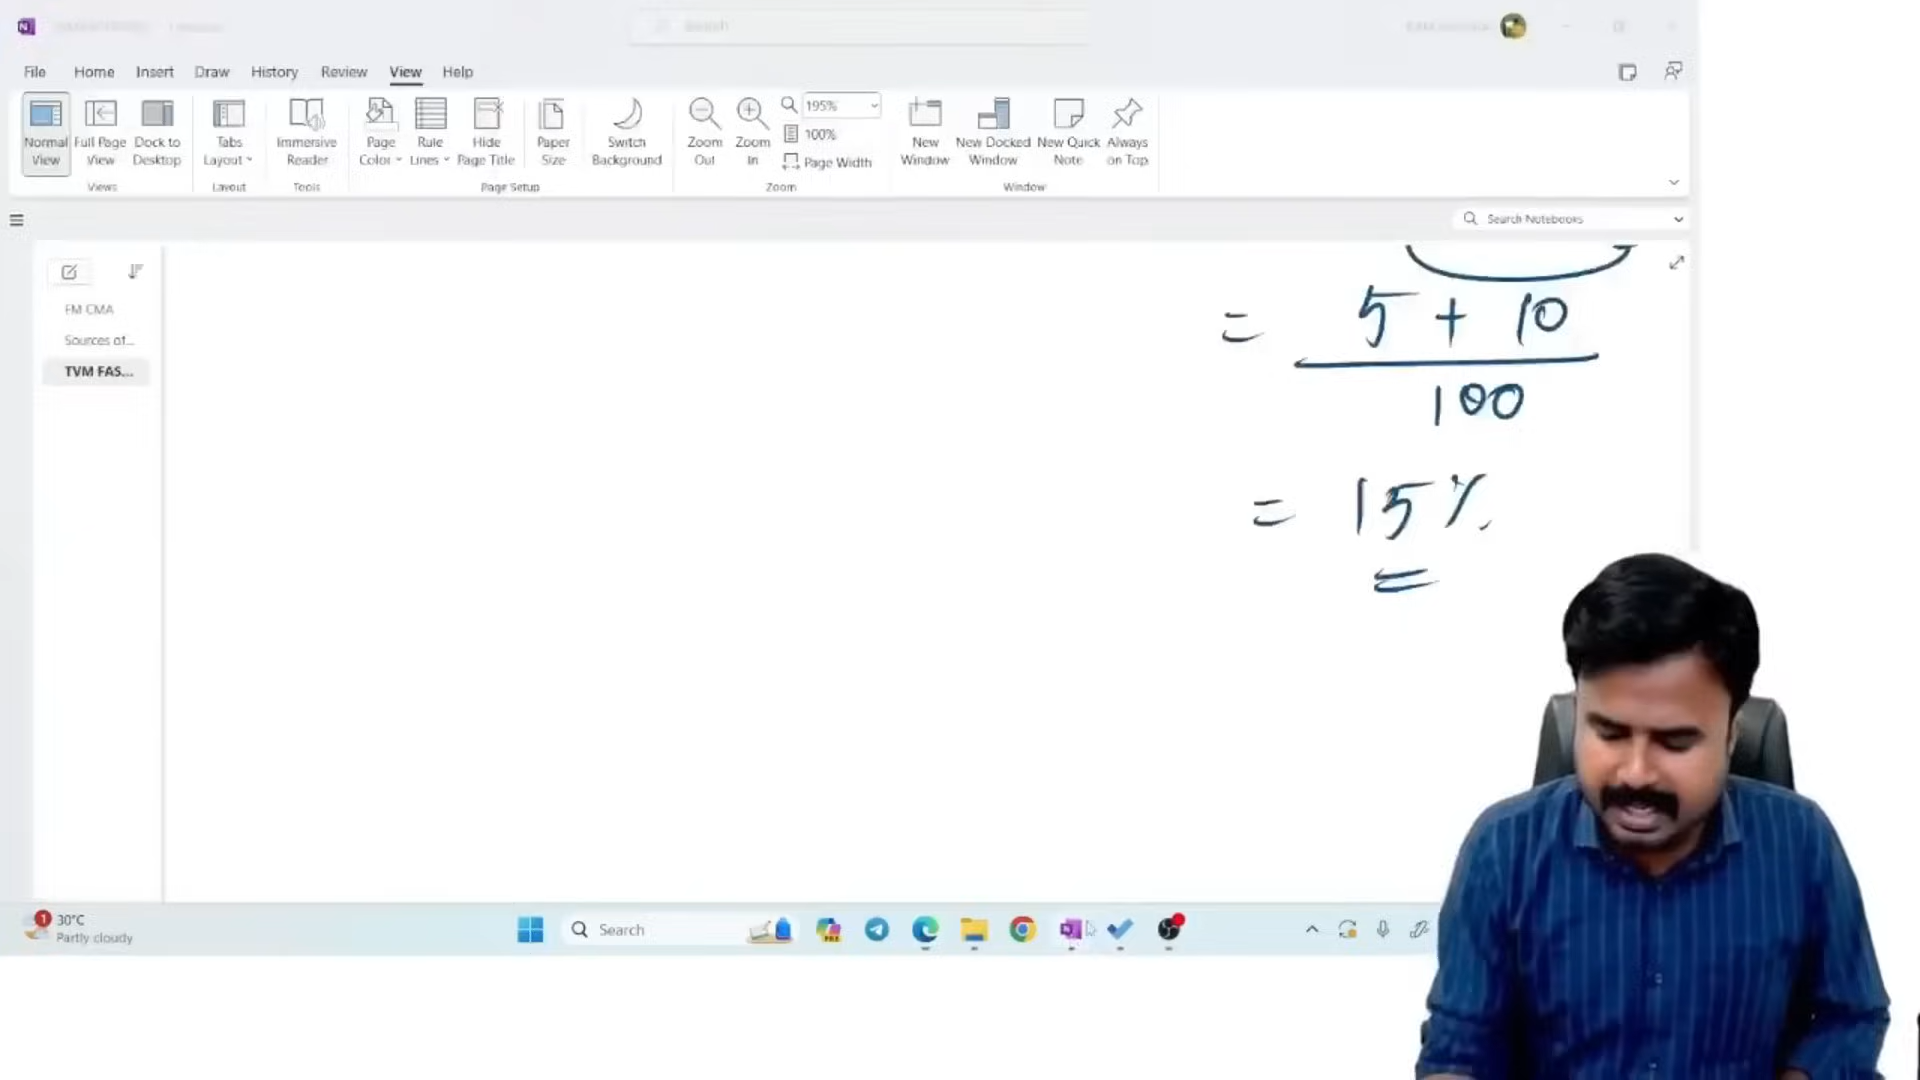 Search
File Home Insert Draw History Review View Help
Normal View
Full Page View
Dock to Desktop
Views
Tabs Layout
Layout
Immersive Reader
Tools
Page Color
Rule Lines
Hide Page Title
Paper Size
Switch Background
Page Setup
Zoom Out
Zoom In
195%
100%
Page Width
Zoom
New Window
New Docked Window
New Quick Note
Always on Top
Window
Search Notebooks
FM CMA
Sources of...
TVM FAS...
= 5 + 10
100
= 15%
1
30°C
Partly cloudy
Search